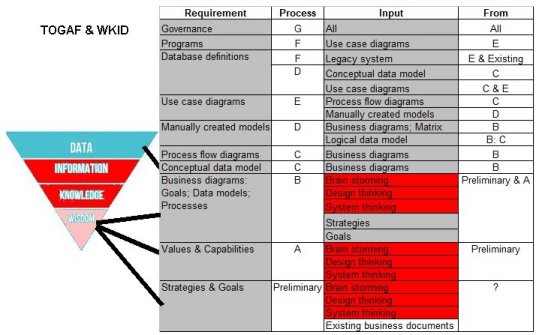 TOGAF & WKID
DATA
INFORMATION
KNOWLEDGE
WISDOM
Requirement Process Input From
Governance G All All
Programs F Use case diagrams E
Database definitions F Legacy system E & Existing
D Conceptual data model C
Use case diagrams C & E
Use case diagrams E Process flow diagrams C
Manually created models D
Manually created models D Business diagrams; Matrix B
Logical data model B: C
Process flow diagrams C Business diagrams B
Conceptual data model C Business diagrams B
Business diagrams: B Brain storming Preliminary & A
Goals; Data models; Design thinking
Processes System thinking
Strategies
Goals
Values & Capabilities A Brain storming Preliminary
Design thinking
System thinking
Strategies & Goals Preliminary Brain storming ?
Design thinking
System thinking
Existing business documents